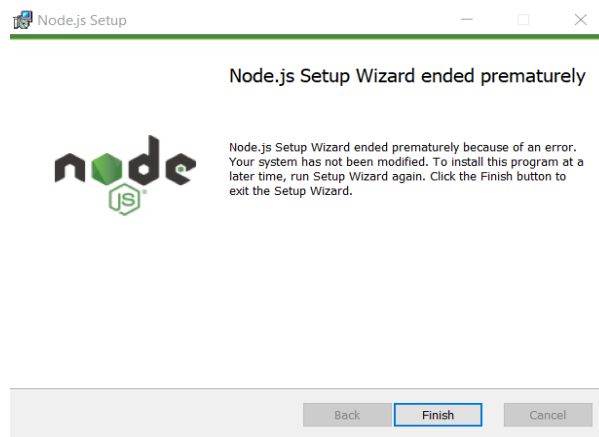 Node.js Setup
Node.js Setup Wizard ended prematurely
Node.js Setup Wizard ended prematurely because of an error.
Your system has not been modified. To install this program at a
later time, run Setup Wizard again. Click the Finish button to
exit the Setup Wizard.
node
JS
Back Finish Cancel